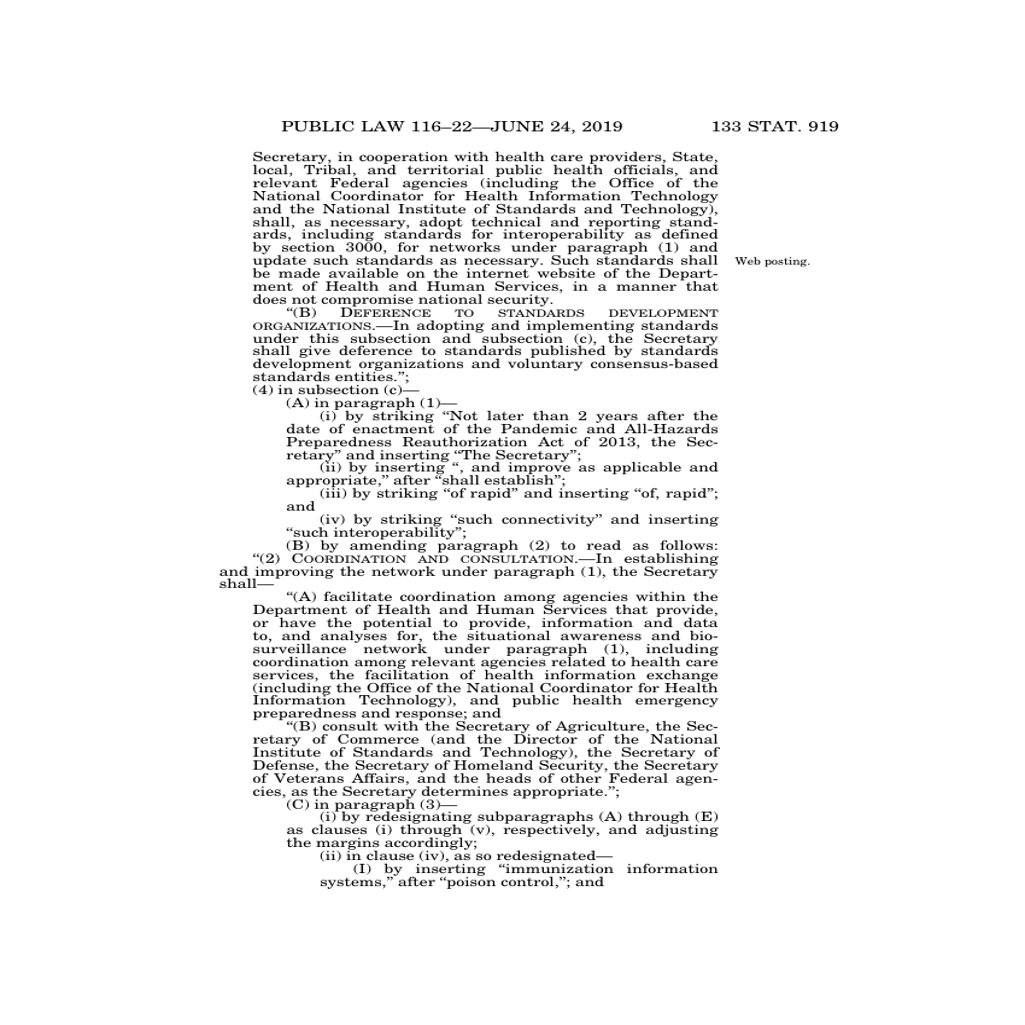 PUBLIC LAW 116–22—JUNE 24, 2019 133 STAT. 919
Secretary, in cooperation with health care providers, State,
local, Tribal, and territorial public health officials, and
relevant Federal agencies (including the Office of the
National Coordinator for Health Information Technology
and the National Institute of Standards and Technology),
shall, as necessary, adopt technical and reporting stand-
ards, including standards for interoperability as defined
by section 3000, for networks under paragraph (1) and
update such standards as necessary. Such standards shall
be made available on the internet website of the Depart-
ment of Health and Human Services, in a manner that
does not compromise national security.
Web posting.
“(B) DEFERENCE TO STANDARDS DEVELOPMENT
ORGANIZATIONS.—In adopting and implementing standards
under this subsection and subsection (c), the Secretary
shall give deference to standards published by standards
development organizations and voluntary consensus-based
standards entities.”;
(4) in subsection (c)—
(A) in paragraph (1)—
(i) by striking “Not later than 2 years after the
date of enactment of the Pandemic and All-Hazards
Preparedness Reauthorization Act of 2013, the Sec-
retary” and inserting “The Secretary”;
(ii) by inserting “, and improve as applicable and
appropriate,” after “shall establish”;
(iii) by striking “of rapid” and inserting “of, rapid”;
and
(iv) by striking “such connectivity” and inserting
“such interoperability”;
(B) by amending paragraph (2) to read as follows:
“(2) COORDINATION AND CONSULTATION.—In establishing
and improving the network under paragraph (1), the Secretary
shall—
“(A) facilitate coordination among agencies within the
Department of Health and Human Services that provide,
or have the potential to provide, information and data
to, and analyses for, the situational awareness and bio-
surveillance network under paragraph (1), including
coordination among relevant agencies related to health care
services, the facilitation of health information exchange
(including the Office of the National Coordinator for Health
Information Technology), and public health emergency
preparedness and response; and
“(B) consult with the Secretary of Agriculture, the Sec-
retary of Commerce (and the Director of the National
Institute of Standards and Technology), the Secretary of
Defense, the Secretary of Homeland Security, the Secretary
of Veterans Affairs, and the heads of other Federal agen-
cies, as the Secretary determines appropriate.”;
(C) in paragraph (3)—
(i) by redesignating subparagraphs (A) through (E)
as clauses (i) through (v), respectively, and adjusting
the margins accordingly;
(ii) in clause (iv), as so redesignated—
(I) by inserting “immunization information
systems,” after “poison control,”; and